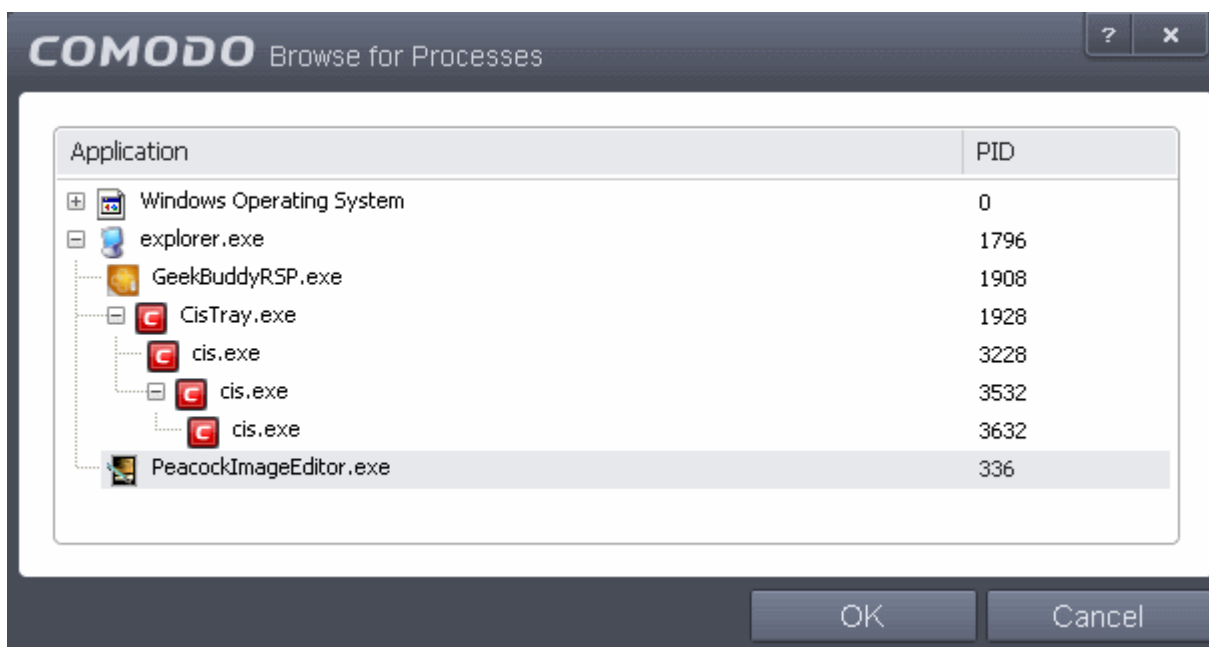 COMODO Browse for Processes ? x
Application PID
Windows Operating System 0
explorer.exe 1796
GeekBuddyRSP.exe 1908
CisTray.exe 1928
cis.exe 3228
cis.exe 3532
cis.exe 3632
PeacockImageEditor.exe 336
OK Cancel